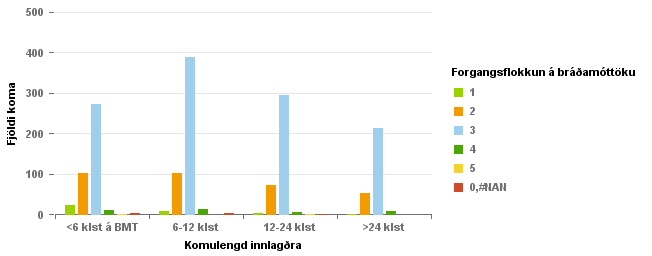 500
400
300
200
100
0
Fjöldi koma
<6 klst á BMT
6-12 klst
12-24 klst
>24 klst
Komulengd innlagðra
Forgangsflokkun á bráðamóttöku
1
2
3
4
5
0,#NAN